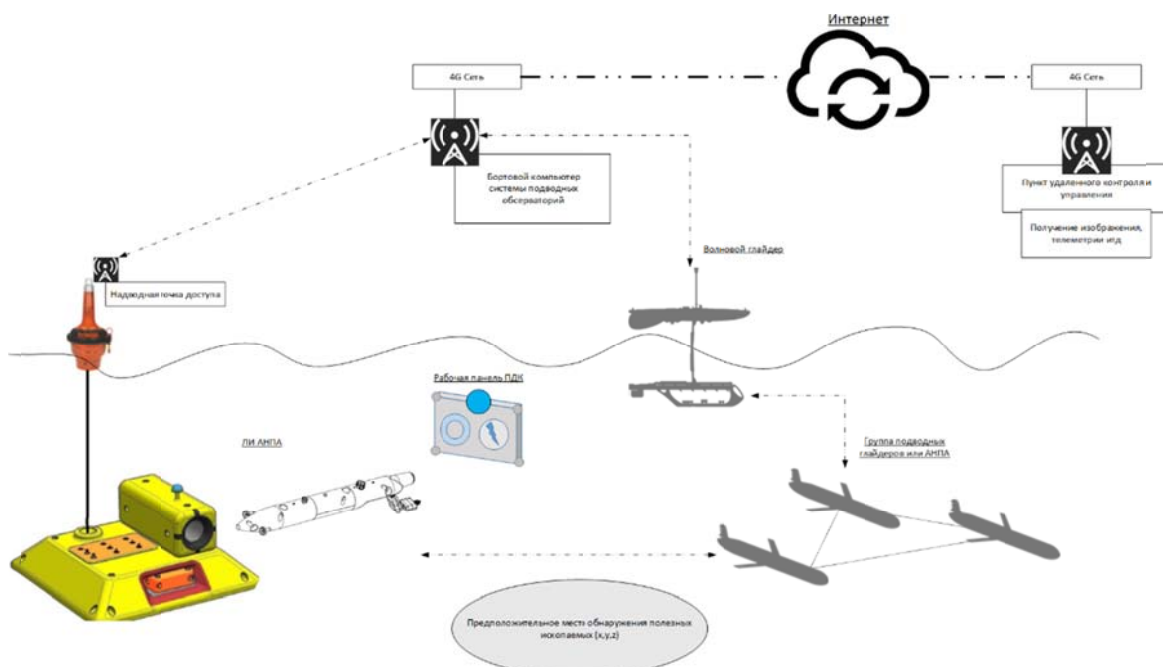 Интернет
4G Сеть
4G Сеть
Бортовой компьютер
системы подводных
обсерваторий
Пункт удаленного контроля и
управления
Получение изображения,
телеметрии итд
Волновой глайдер
Надводная точка доступа
Рабочая панель ПДК
ЛИ АНПА
Группа подводных
глайдеров или АНПА
Предположительное место обнаружения полезных
ископаемых (x,y,z)